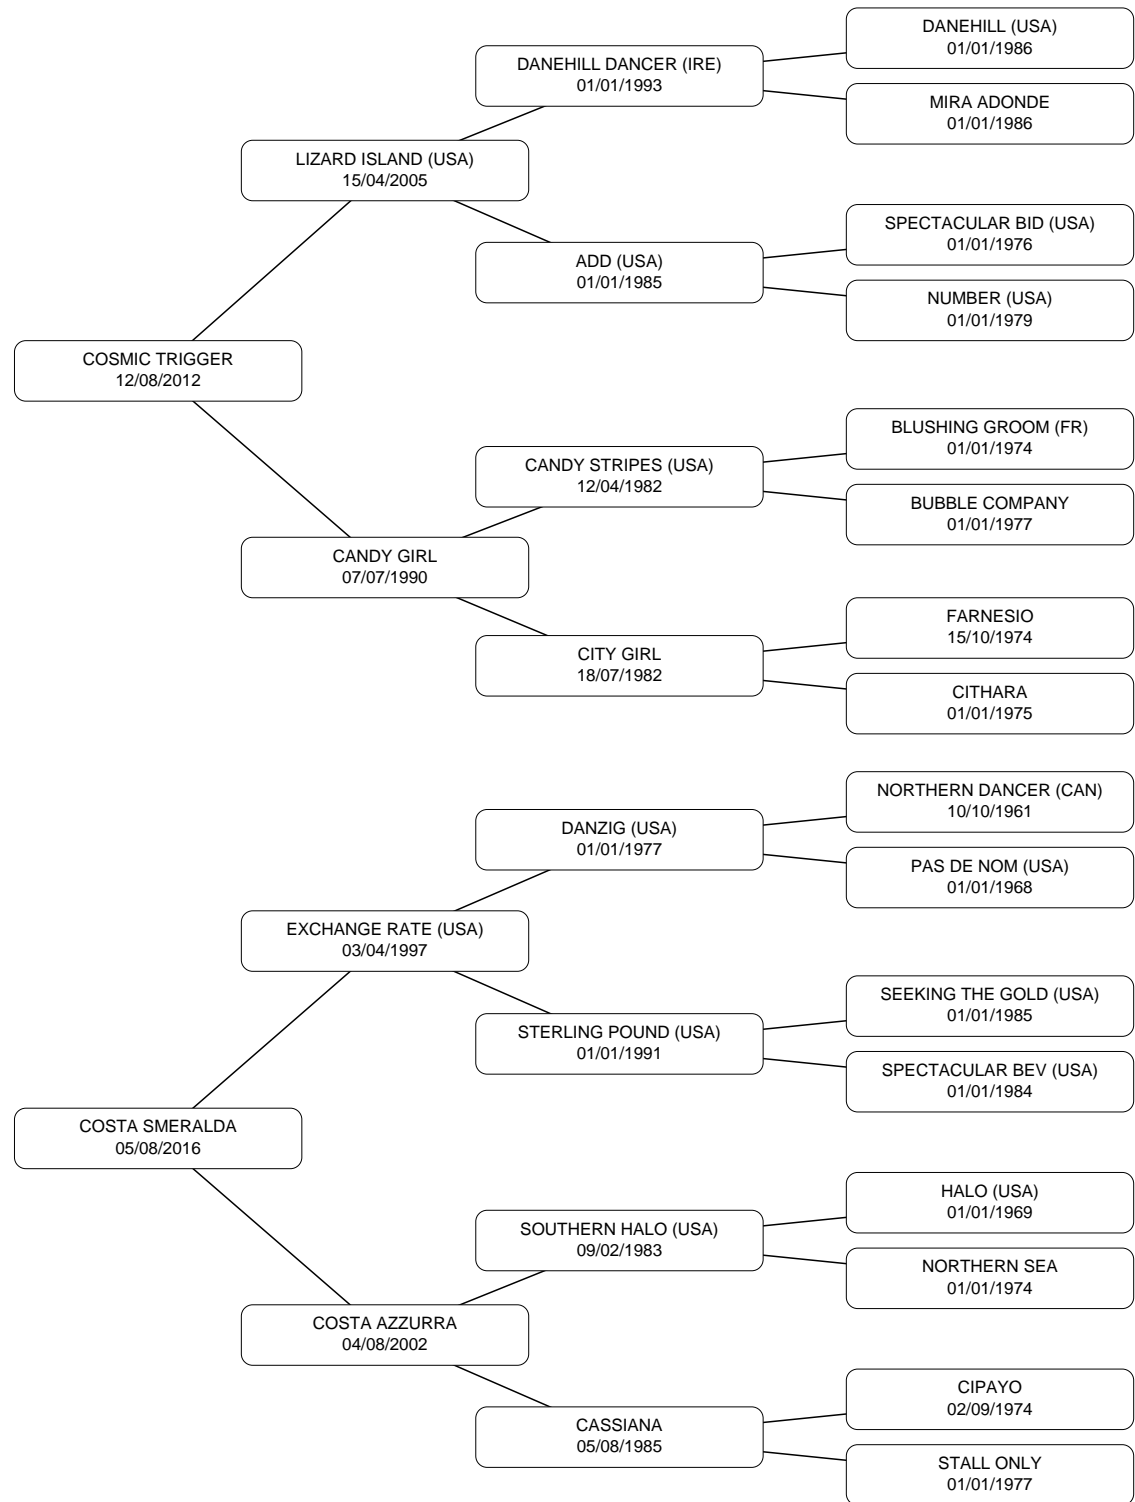 DANEHILL (USA)
01/01/1986
DANEHILL DANCER (IRE)
01/01/1993
MIRA ADONDE
01/01/1986
LIZARD ISLAND (USA)
15/04/2005
SPECTACULAR BID (USA)
01/01/1976
ADD (USA)
01/01/1985
NUMBER (USA)
01/01/1979
COSMIC TRIGGER
12/08/2012
BLUSHING GROOM (FR)
01/01/1974
CANDY STRIPES (USA)
12/04/1982
BUBBLE COMPANY
01/01/1977
CANDY GIRL
07/07/1990
FARNESIO
15/10/1974
CITY GIRL
18/07/1982
CITHARA
01/01/1975
NORTHERN DANCER (CAN)
10/10/1961
DANZIG (USA)
01/01/1977
PAS DE NOM (USA)
01/01/1968
EXCHANGE RATE (USA)
03/04/1997
SEEKING THE GOLD (USA)
01/01/1985
STERLING POUND (USA)
01/01/1991
SPECTACULAR BEV (USA)
01/01/1984
COSTA SMERALDA
05/08/2016
HALO (USA)
01/01/1969
SOUTHERN HALO (USA)
09/02/1983
NORTHERN SEA
01/01/1974
COSTA AZZURRA
04/08/2002
CIPAYO
02/09/1974
CASSIANA
05/08/1985
STALL ONLY
01/01/1977